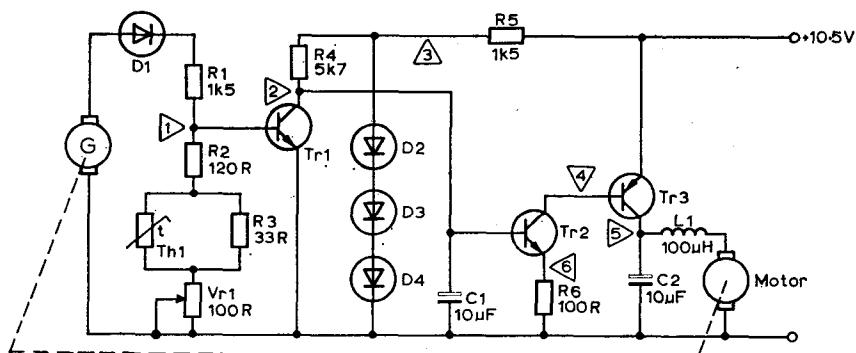 R5
1k5
+10·5V
D1
R1
1k5
R4
5k7
3
2
1
G
Tr1
R2
120R
D2
4
Tr3
t
Th1
R3
33R
D3
Tr2
5
L1
100µH
6
D4
Vr1
100R
C1
10µF
R6
100R
C2
10µF
Motor